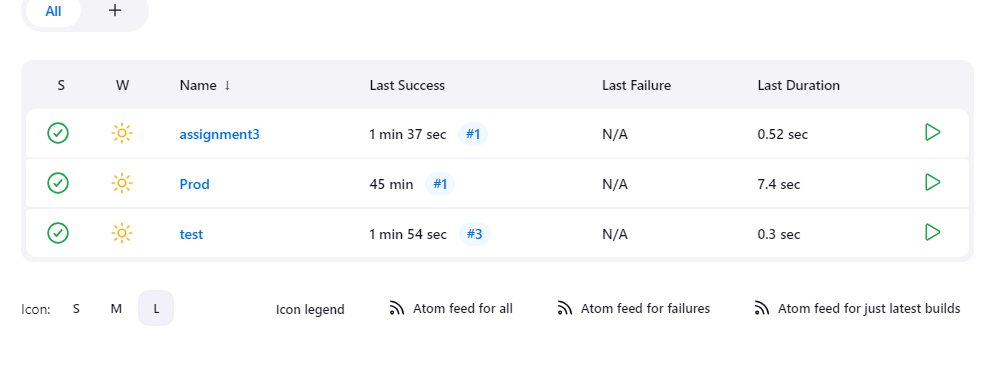 All +
S W Name ↓ Last Success Last Failure Last Duration
assignment3 1 min 37 sec #1 N/A 0.52 sec
Prod 45 min #1 N/A 7.4 sec
test 1 min 54 sec #3 N/A 0.3 sec
Icon: S M L Icon legend Atom feed for all Atom feed for failures Atom feed for just latest builds